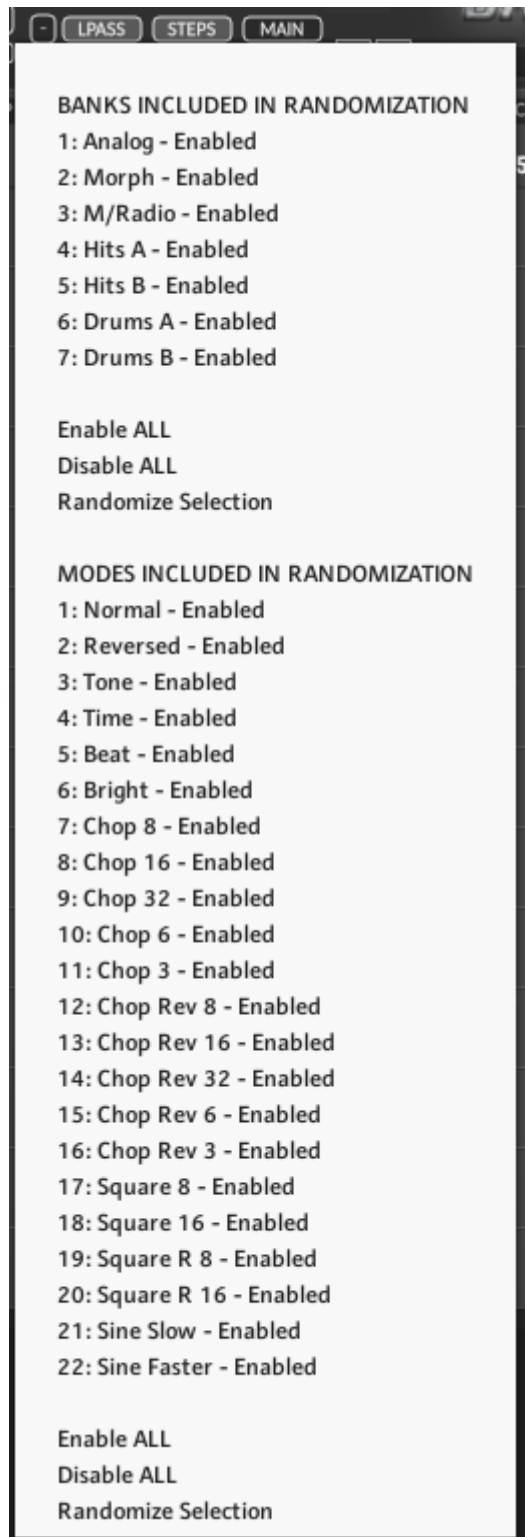 - LPASS STEPS MAIN
BANKS INCLUDED IN RANDOMIZATION
1: Analog - Enabled
2: Morph - Enabled
3: M/Radio - Enabled
4: Hits A - Enabled
5: Hits B - Enabled
6: Drums A - Enabled
7: Drums B - Enabled
Enable ALL
Disable ALL
Randomize Selection
MODES INCLUDED IN RANDOMIZATION
1: Normal - Enabled
2: Reversed - Enabled
3: Tone - Enabled
4: Time - Enabled
5: Beat - Enabled
6: Bright - Enabled
7: Chop 8 - Enabled
8: Chop 16 - Enabled
9: Chop 32 - Enabled
10: Chop 6 - Enabled
11: Chop 3 - Enabled
12: Chop Rev 8 - Enabled
13: Chop Rev 16 - Enabled
14: Chop Rev 32 - Enabled
15: Chop Rev 6 - Enabled
16: Chop Rev 3 - Enabled
17: Square 8 - Enabled
18: Square 16 - Enabled
19: Square R 8 - Enabled
20: Square R 16 - Enabled
21: Sine Slow - Enabled
22: Sine Faster - Enabled
Enable ALL
Disable ALL
Randomize Selection